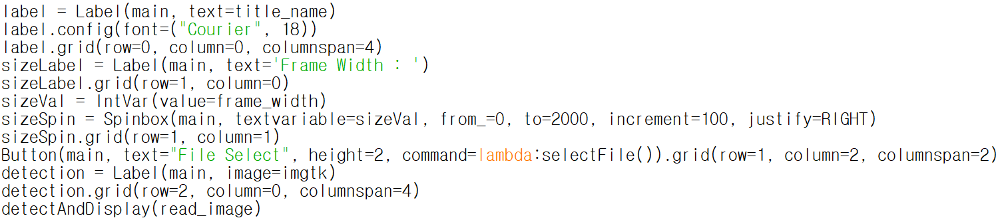 label = Label(main, text=title_name)
label.config(font=("Courier", 18))
label.grid(row=0, column=0, columnspan=4)
sizeLabel = Label(main, text='Frame Width : ')
sizeLabel.grid(row=1, column=0)
sizeVal = IntVar(value=frame_width)
sizeSpin = Spinbox(main, textvariable=sizeVal, from_=0, to=2000, increment=100, justify=RIGHT)
sizeSpin.grid(row=1, column=1)
Button(main, text="File Select", height=2, command=lambda:selectFile()).grid(row=1, column=2, columnspan=2)
detection = Label(main, image=imgtk)
detection.grid(row=2, column=0, columnspan=4)
detectAndDisplay(read_image)